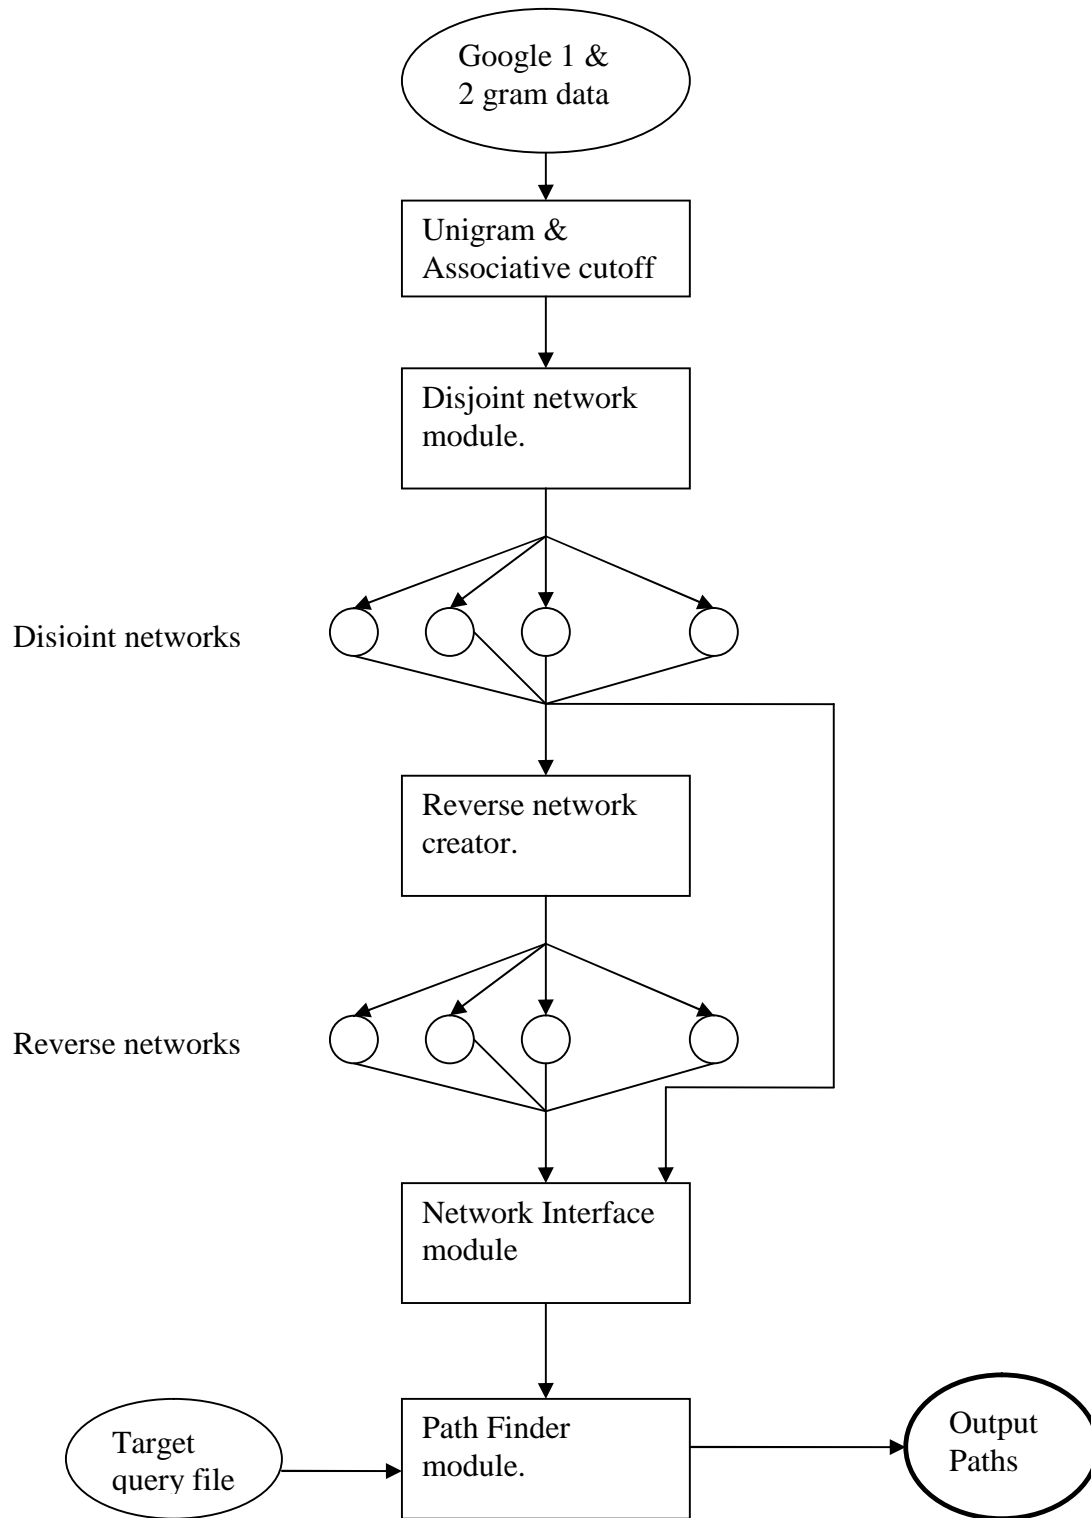 Google 1 &
2 gram data
Unigram &
Associative cutoff
Disjoint network
module.
Disjoint networks
Reverse network
creator.
Reverse networks
Network Interface
module
Path Finder
module.
Target
query file
Output
Paths